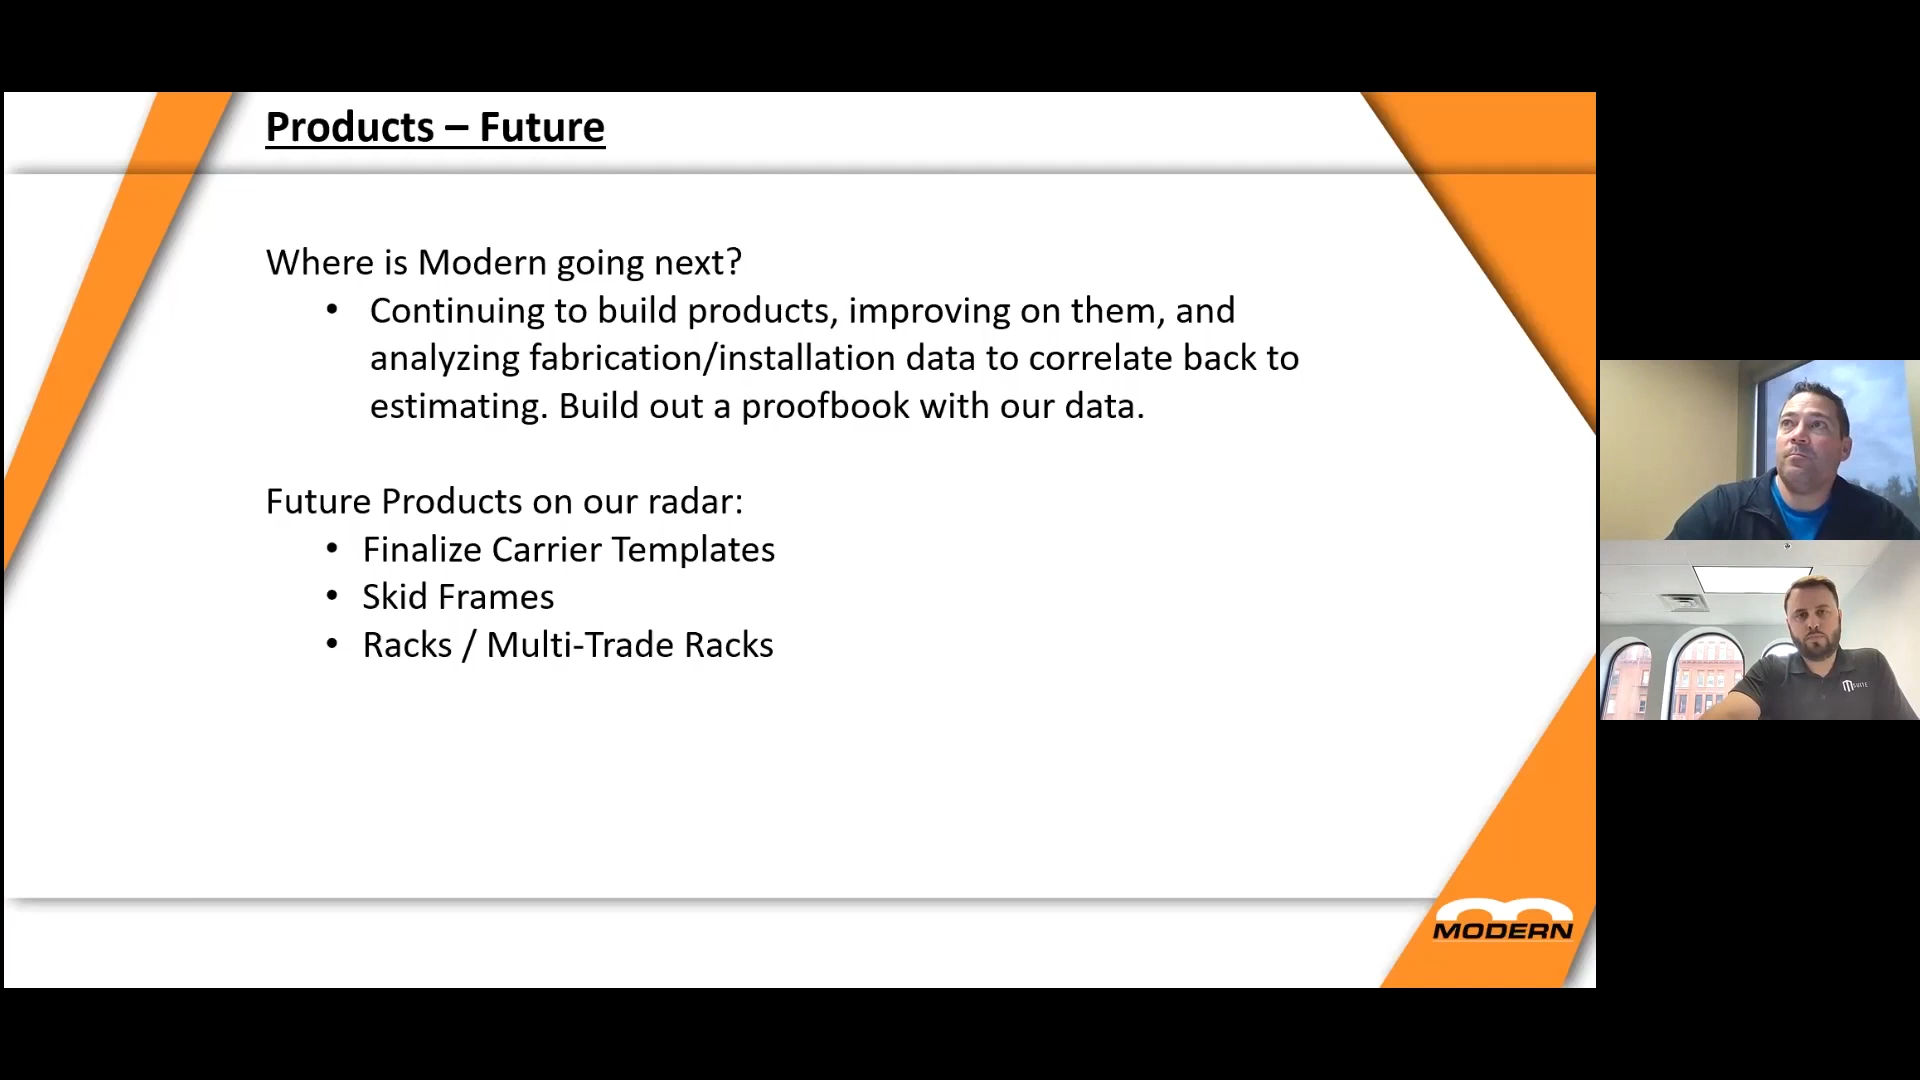 Products – Future
Where is Modern going next?
• Continuing to build products, improving on them, and
analyzing fabrication/installation data to correlate back to
estimating. Build out a proofbook with our data.
Future Products on our radar:
• Finalize Carrier Templates
• Skid Frames
• Racks / Multi-Trade Racks
MODERN
SUITE